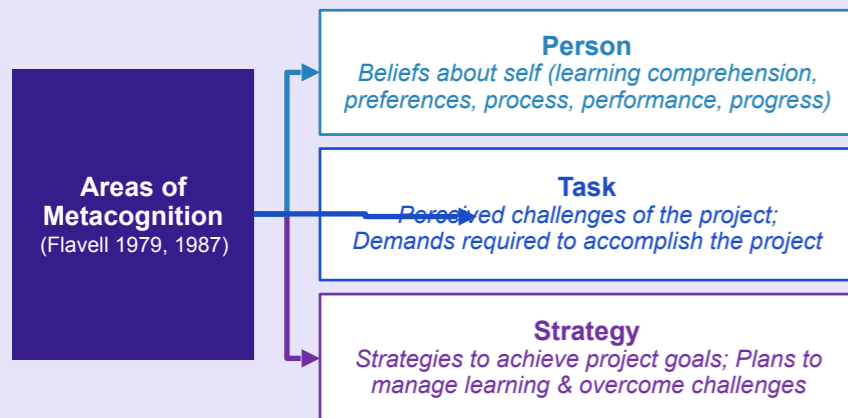 Areas of
Metacognition
(Flavell 1979, 1987)
Person
Beliefs about self (learning comprehension,
preferences, process, performance, progress)
Task
Perceived challenges of the project;
Demands required to accomplish the project
Strategy
Strategies to achieve project goals; Plans to
manage learning & overcome challenges